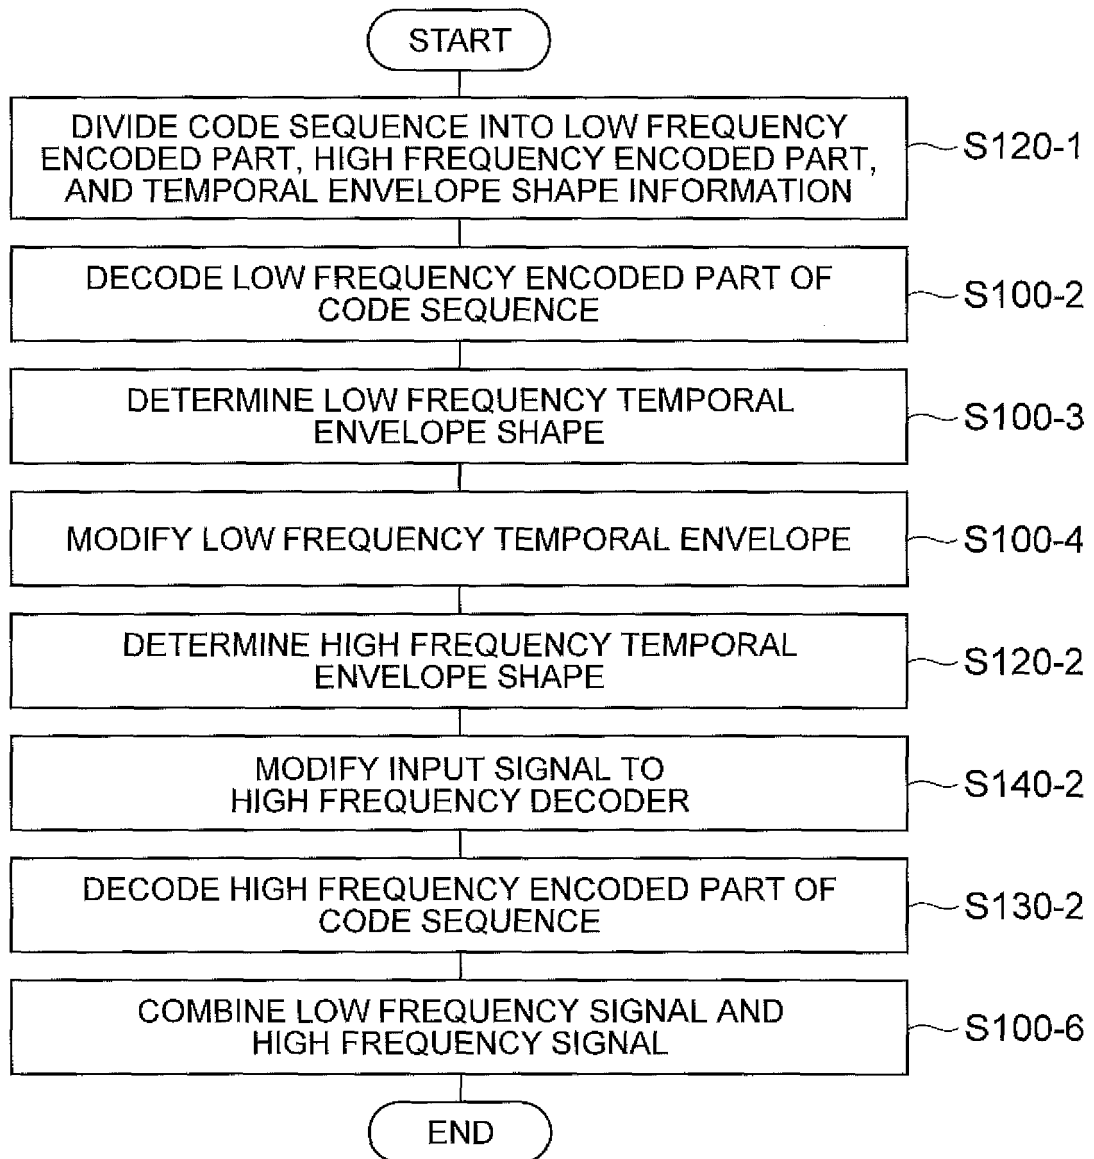 START
DIVIDE CODE SEQUENCE INTO LOW FREQUENCY
ENCODED PART, HIGH FREQUENCY ENCODED PART,
AND TEMPORAL ENVELOPE SHAPE INFORMATION
S120-1
DECODE LOW FREQUENCY ENCODED PART OF
CODE SEQUENCE
S100-2
DETERMINE LOW FREQUENCY TEMPORAL
ENVELOPE SHAPE
S100-3
MODIFY LOW FREQUENCY TEMPORAL ENVELOPE
S100-4
DETERMINE HIGH FREQUENCY TEMPORAL
ENVELOPE SHAPE
S120-2
MODIFY INPUT SIGNAL TO
HIGH FREQUENCY DECODER
S140-2
DECODE HIGH FREQUENCY ENCODED PART OF
CODE SEQUENCE
S130-2
COMBINE LOW FREQUENCY SIGNAL AND
HIGH FREQUENCY SIGNAL
S100-6
END